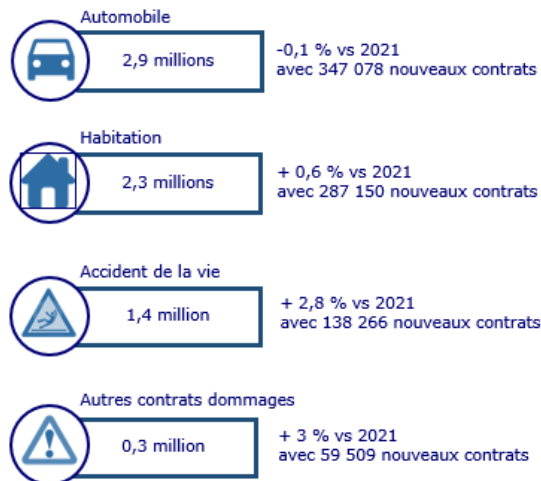 Automobile
2,9 millions
-0,1 % vs 2021
avec 347 078 nouveaux contrats
Habitation
2,3 millions
+ 0,6 % vs 2021
avec 287 150 nouveaux contrats
Accident de la vie
1,4 million
+ 2,8 % vs 2021
avec 138 266 nouveaux contrats
Autres contrats dommages
0,3 million
+ 3 % vs 2021
avec 59 509 nouveaux contrats